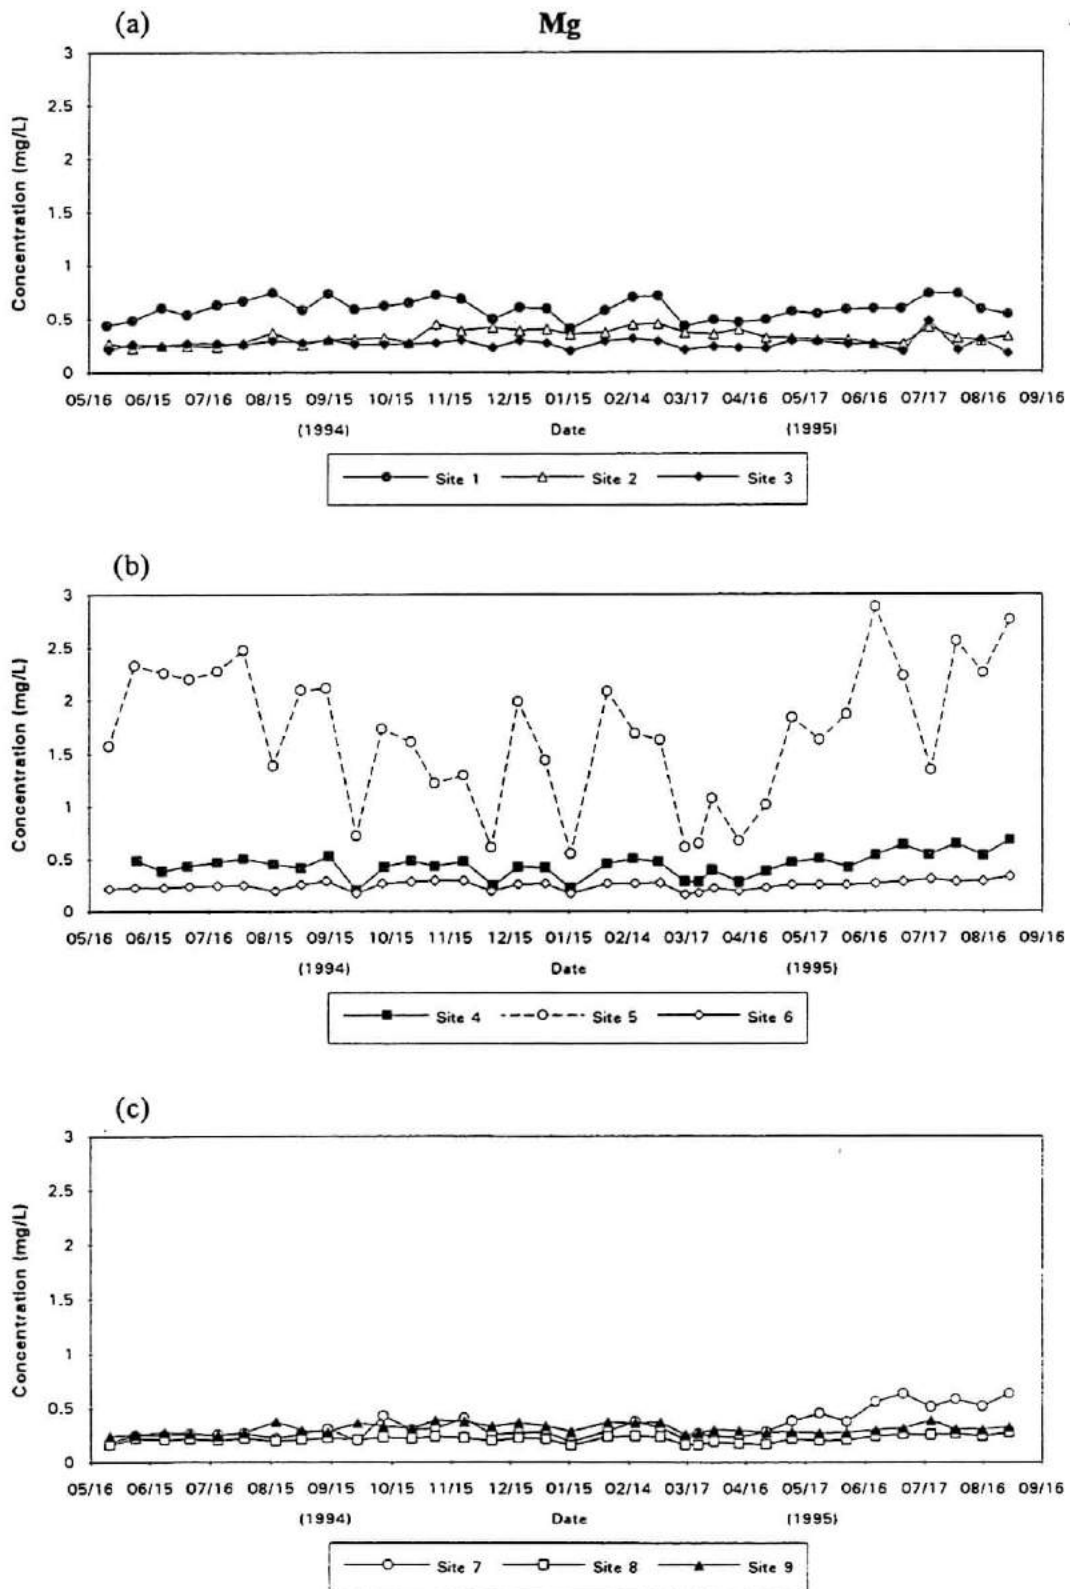 (a) Mg
3
2.5
2
1.5
1
0.5
0
Concentration (mg/L)
05/16 06/15 07/16 08/15 09/15 10/15 11/15 12/15 01/15 02/14 03/17 04/16 05/17 06/16 07/17 08/16 09/16
(1994) Date (1995)
Site 1 Site 2 Site 3
(b)
3
2.5
2
1.5
1
0.5
0
Concentration (mg/L)
05/16 06/15 07/16 08/15 09/15 10/15 11/15 12/15 01/15 02/14 03/17 04/16 05/17 06/16 07/17 08/16 09/16
(1994) Date (1995)
Site 4 Site 5 Site 6
(c)
3
2.5
2
1.5
1
0.5
0
Concentration (mg/L)
05/16 06/15 07/16 08/15 09/15 10/15 11/15 12/15 01/15 02/14 03/17 04/16 05/17 06/16 07/17 08/16 09/16
(1994) Date (1995)
Site 7 Site 8 Site 9